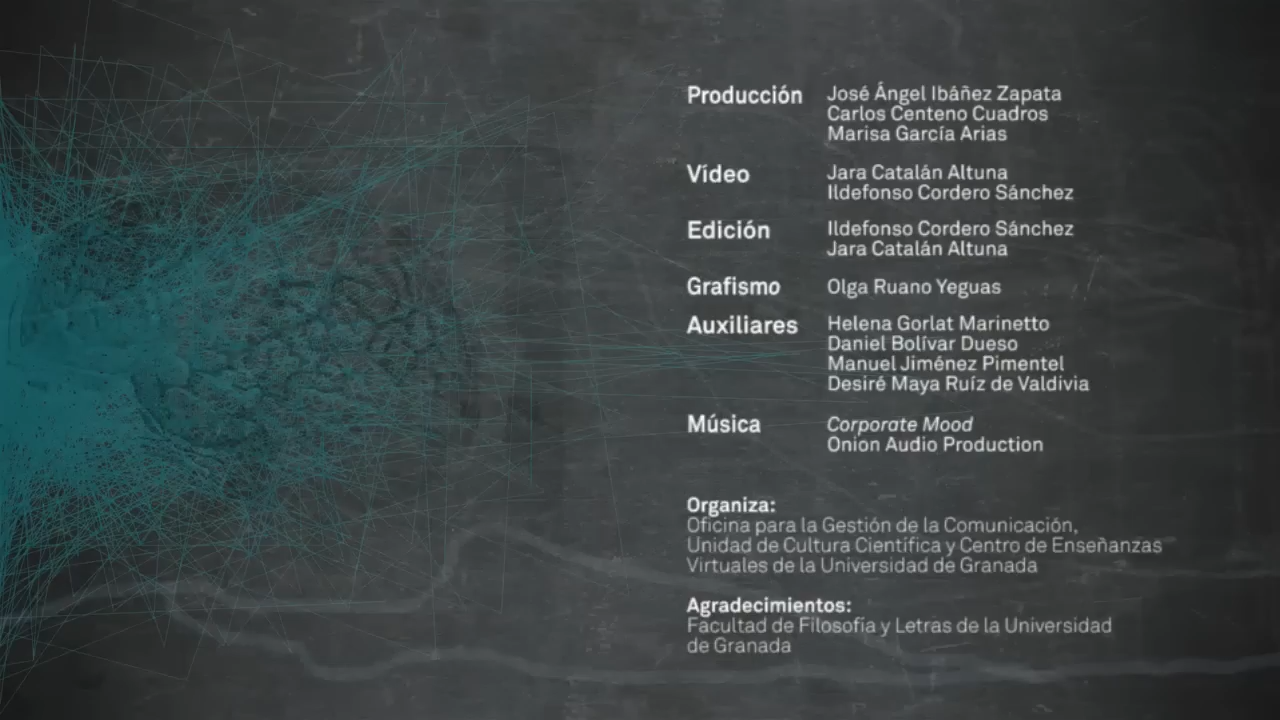 Producción José Ángel Ibáñez Zapata
Carlos Centeno Cuadros
Marisa García Arias
Vídeo Jara Catalán Altuna
Ildefonso Cordero Sánchez
Edición Ildefonso Cordero Sánchez
Jara Catalán Altuna
Grafismo Olga Ruano Yeguas
Auxiliares Helena Gorlat Marinetto
Daniel Bolívar Dueso
Manuel Jiménez Pimentel
Desiré Maya Ruíz de Valdivia
Música Corporate Mood
Onion Audio Production
Organiza:
Oficina para la Gestión de la Comunicación,
Unidad de Cultura Científica y Centro de Enseñanzas
Virtuales de la Universidad de Granada
Agradecimientos:
Facultad de Filosofía y Letras de la Universidad
de Granada